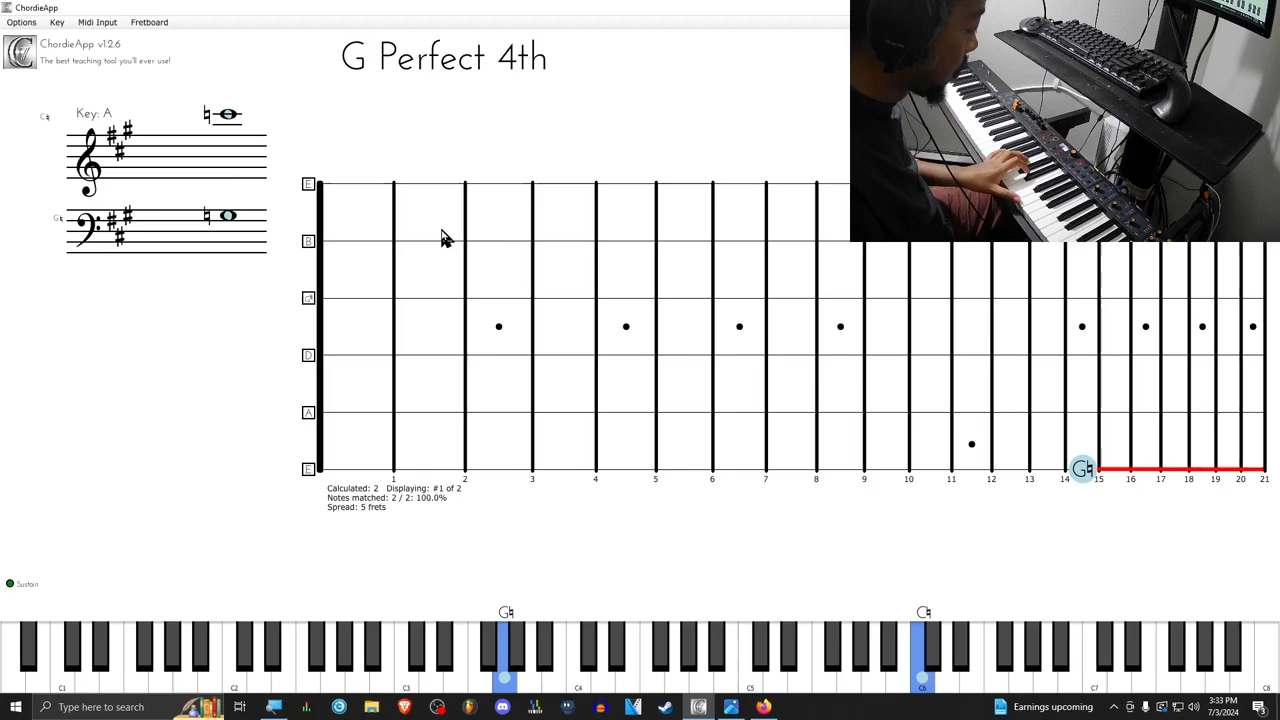 ChordieApp
Options Key Midi Input Fretboard
ChordieApp v1.2.6
The best teaching tool you'll ever use!
G Perfect 4th
C♮ Key: A
G♮
E
B
G♮
D
A
E
G♮
1 2 3 4 5 6 7 8 9 10 11 12 13 14 15 16 17 18 19 20 21
Calculated: 2 Displaying: #1 of 2
Notes matched: 2 / 2: 100.0%
Spread: 5 frets
Sustain
G♮ C♮
C1 C2 C3 C4 C5 C6 C7 C8
Type here to search
Earnings upcoming
3:33 PM
7/3/2024